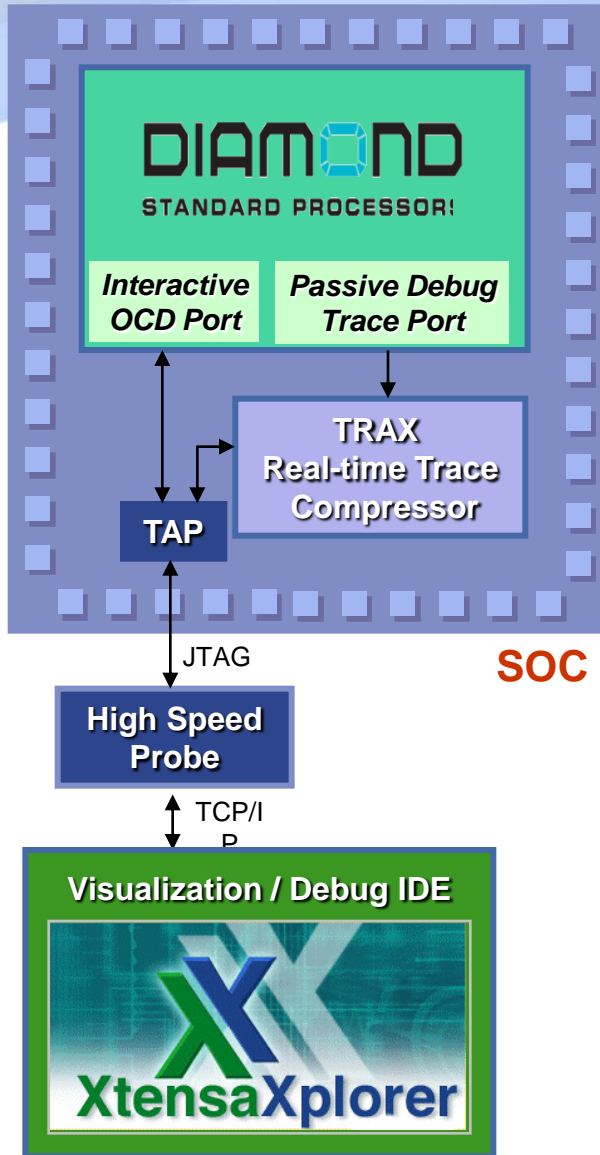 DIAMOND
STANDARD PROCESSORS
Interactive
OCD Port
Passive Debug
Trace Port
TRAX
Real-time Trace
Compressor
TAP
JTAG
SOC
High Speed
Probe
TCP/I
P
Visualization / Debug IDE
XtensaXplorer